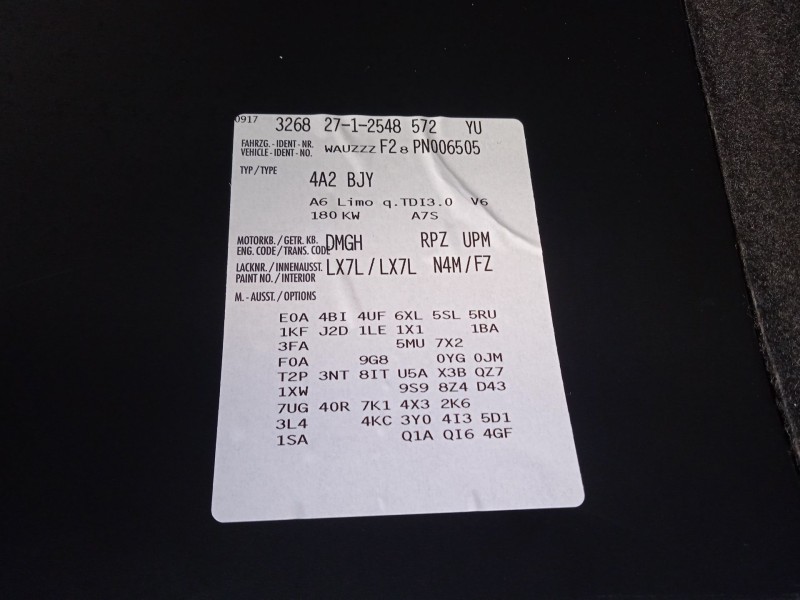 0917 3268 27-1-2548 572 YU
FAHRZG.-IDENT-NR.
VEHICLE-IDENT-NO. WAUZZZ F28 PN006505
TYP/TYPE
4A2 BJY
A6 Limo q.TDI3.0 V6
180 KW A7S
MOTORKB./GETR.KB.
ENG. CODE/TRANS. CODE DMGH RPZ UPM
LACKNR./INNENAUSST.
PAINT NO./INTERIOR LX7L/LX7L N4M/FZ
M.-AUSST./OPTIONS
E0A 4BI 4UF 6XL 5SL 5RU
1KF J2D 1LE 1X1 1BA
3FA 5MU 7X2
F0A 9G8 0YG 0JM
T2P 3NT 8IT U5A X3B QZ7
1XW 9S9 8Z4 D43
7UG 40R 7K1 4X3 2K6
3L4 4KC 3Y0 4I3 5D1
1SA Q1A QI6 4GF